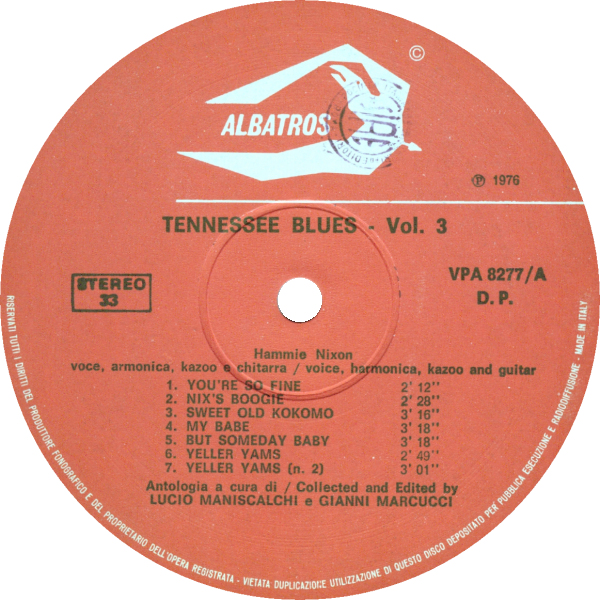 ©
ALBATROS
℗ 1976
TENNESSEE BLUES - Vol. 3
STEREO
33
VPA 8277/A
D. P.
Hammie Nixon
voce, armonica, kazoo e chitarra / voice, harmonica, kazoo and guitar
1. YOU'RE SO FINE 2' 12''
2. NIX'S BOOGIE 2' 28''
3. SWEET OLD KOKOMO 3' 16''
4. MY BABE 3' 18''
5. BUT SOMEDAY BABY 3' 18''
6. YELLER YAMS 2' 49''
7. YELLER YAMS (n. 2) 3' 01''
Antologia a cura di / Collected and Edited by
LUCIO MANISCALCHI e GIANNI MARCUCCI
RISERVATI TUTTI I DIRITTI DEL PRODUTTORE FONOGRAFICO E DEL PROPRIETARIO DELL'OPERA REGISTRATA - VIETATA DUPLICAZIONE UTILIZZAZIONE DI QUESTO DISCO DEPOSITATO PER PUBBLICA ESECUZIONE E RADIODIFFUSIONE - MADE IN ITALY